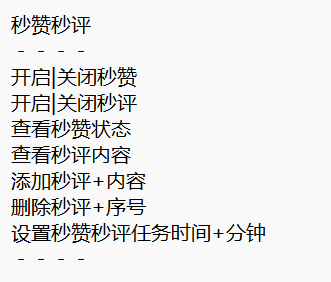 秒赞秒评
- - - -
开启|关闭秒赞
开启|关闭秒评
查看秒赞状态
查看秒评内容
添加秒评+内容
删除秒评+序号
设置秒赞秒评任务时间+分钟
- - - -